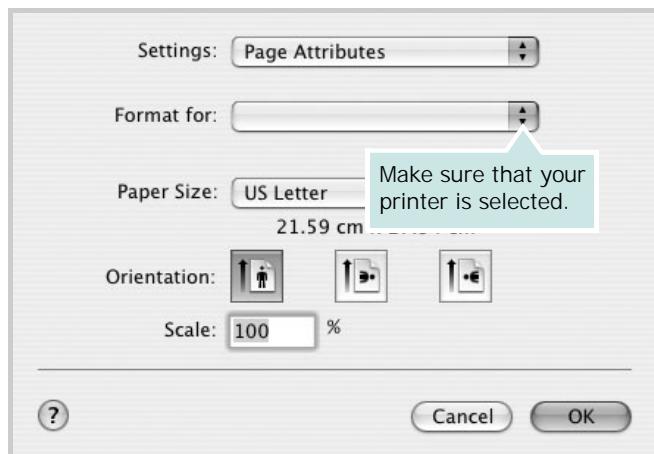 Settings: Page Attributes
Format for:
Make sure that your
printer is selected.
Paper Size: US Letter
21.59 cm
Orientation:
Scale: 100 %
? Cancel OK